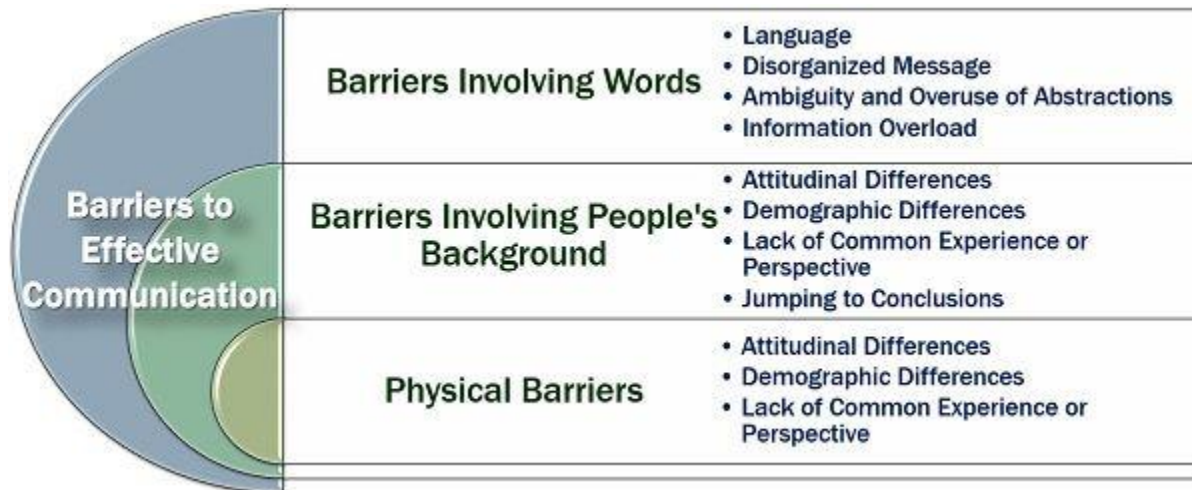 Barriers to
Effective
Communication
Barriers Involving Words
• Language
• Disorganized Message
• Ambiguity and Overuse of Abstractions
• Information Overload
Barriers Involving People's
Background
• Attitudinal Differences
• Demographic Differences
• Lack of Common Experience or
Perspective
• Jumping to Conclusions
Physical Barriers
• Attitudinal Differences
• Demographic Differences
• Lack of Common Experience or
Perspective